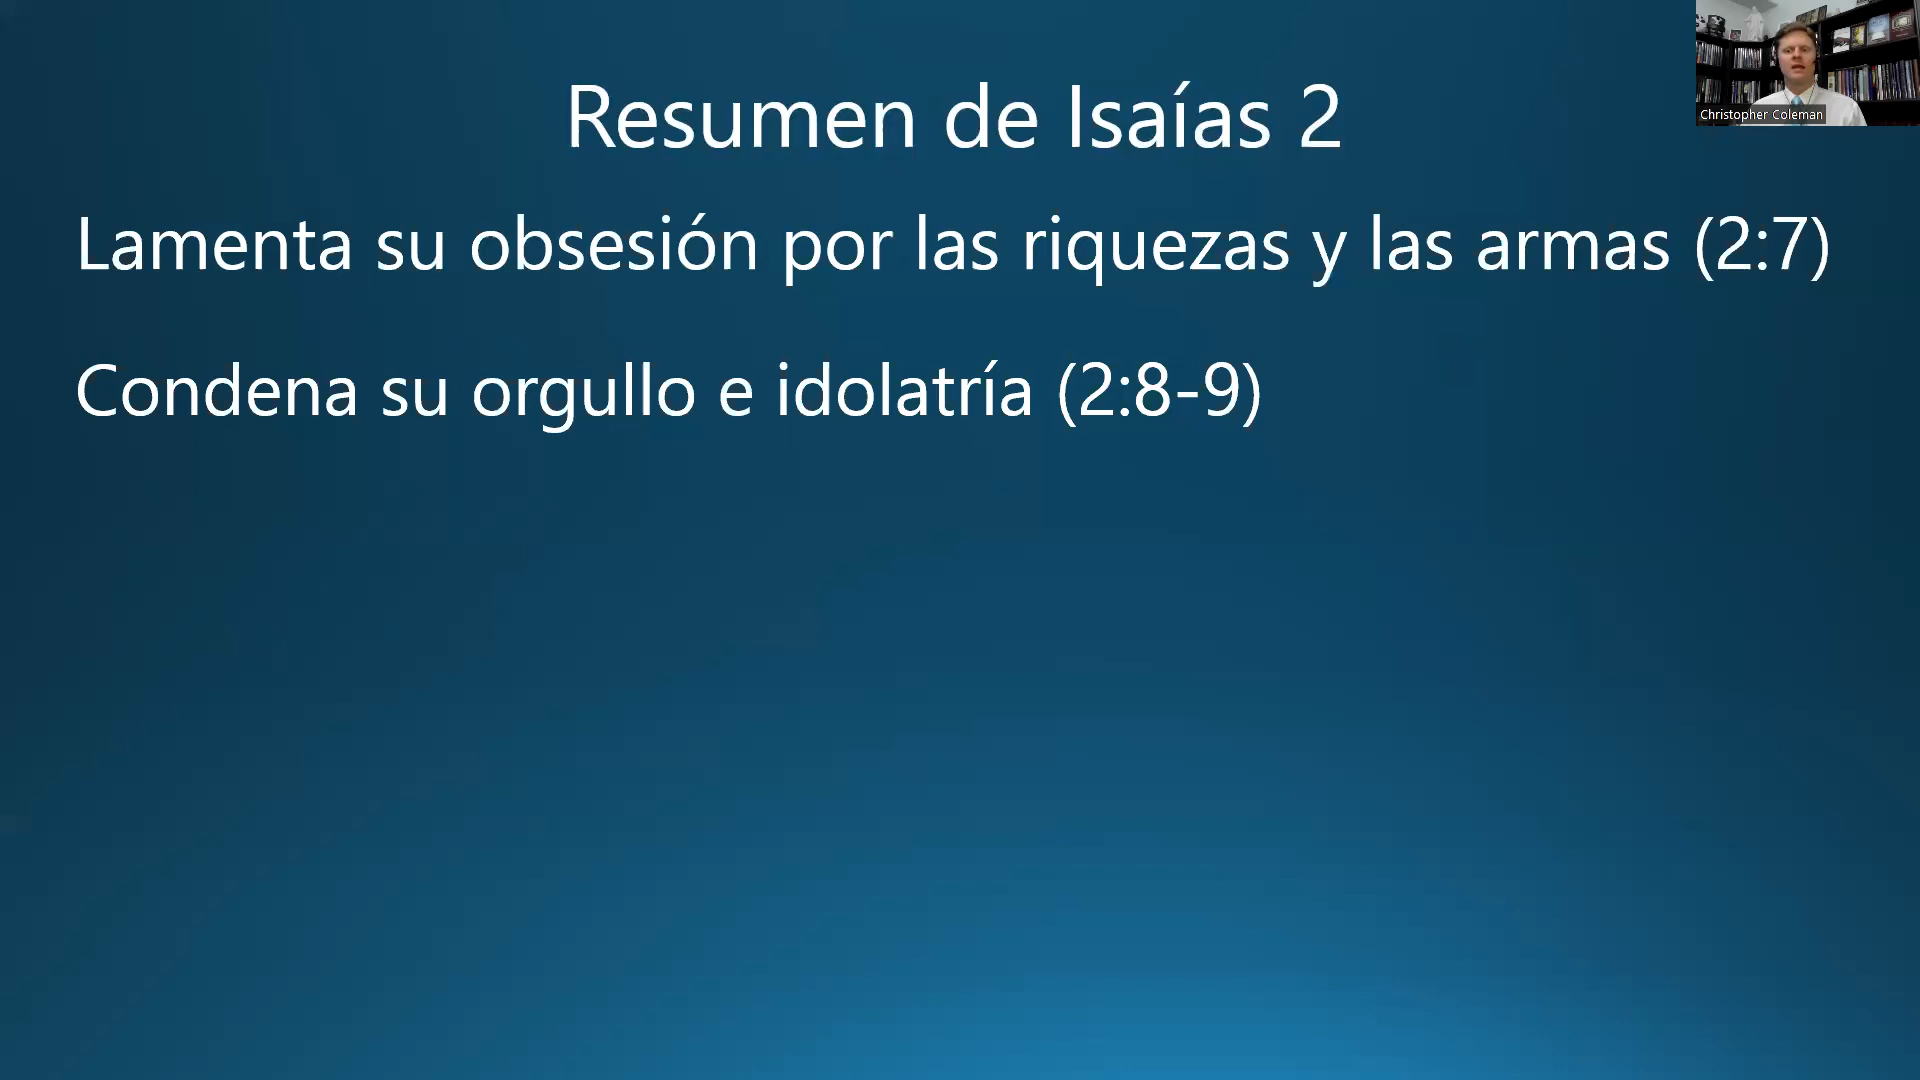 Resumen de Isaías 2
Lamenta su obsesión por las riquezas y las armas (2:7)
Condena su orgullo e idolatría (2:8-9)
Christopher Coleman